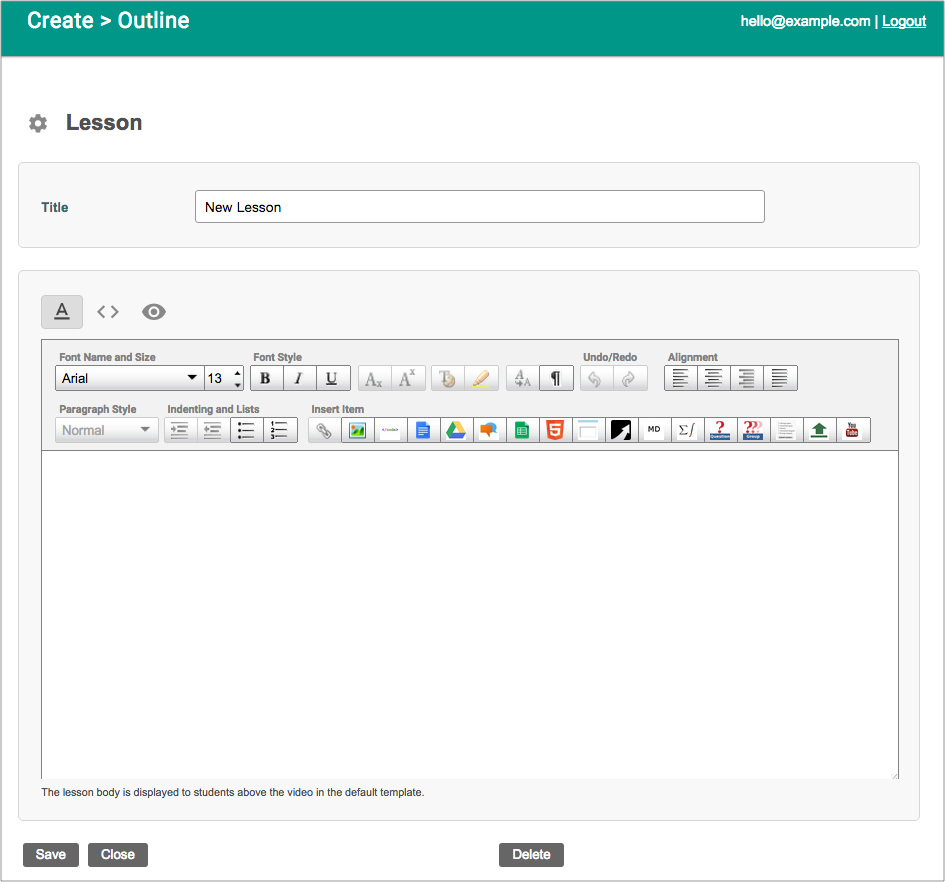 Create > Outline
hello@example.com | Logout
Lesson
Title
New Lesson
A
Font Name and Size
Font Style
Undo/Redo
Alignment
Arial
13
B I U
Paragraph Style
Indenting and Lists
Insert Item
Normal
MD
Σ∫
Question
Group
You Tube
The lesson body is displayed to students above the video in the default template.
Save
Close
Delete